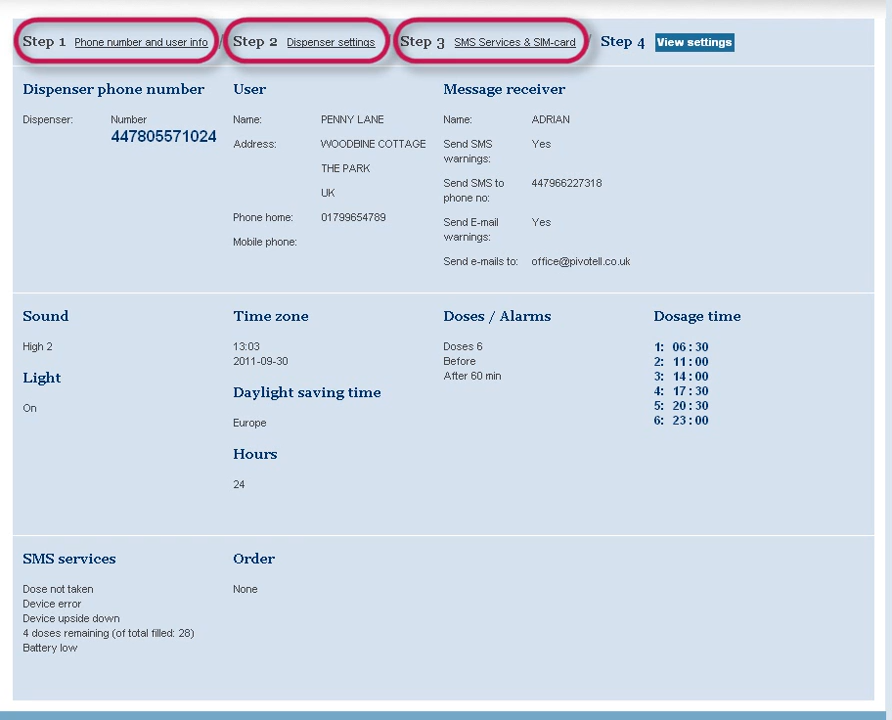 Step 1 Phone number and user info / Step 2 Dispenser settings / Step 3 SMS Services & SIM-card / Step 4 View settings
Dispenser phone number
Dispenser: Number
447805571024
User
Name: PENNY LANE
Address: WOODBINE COTTAGE
THE PARK
UK
Phone home: 01799654789
Mobile phone:
Message receiver
Name: ADRIAN
Send SMS Yes
warnings:
Send SMS to 447966227318
phone no:
Send E-mail Yes
warnings:
Send e-mails to: office@pivotell.co.uk
Sound
High 2
Light
On
Time zone
13:03
2011-09-30
Daylight saving time
Europe
Hours
24
Doses / Alarms
Doses 6
Before
After 60 min
Dosage time
1: 06:30
2: 11:00
3: 14:00
4: 17:30
5: 20:30
6: 23:00
SMS services
Dose not taken
Device error
Device upside down
4 doses remaining (of total filled: 28)
Battery low
Order
None